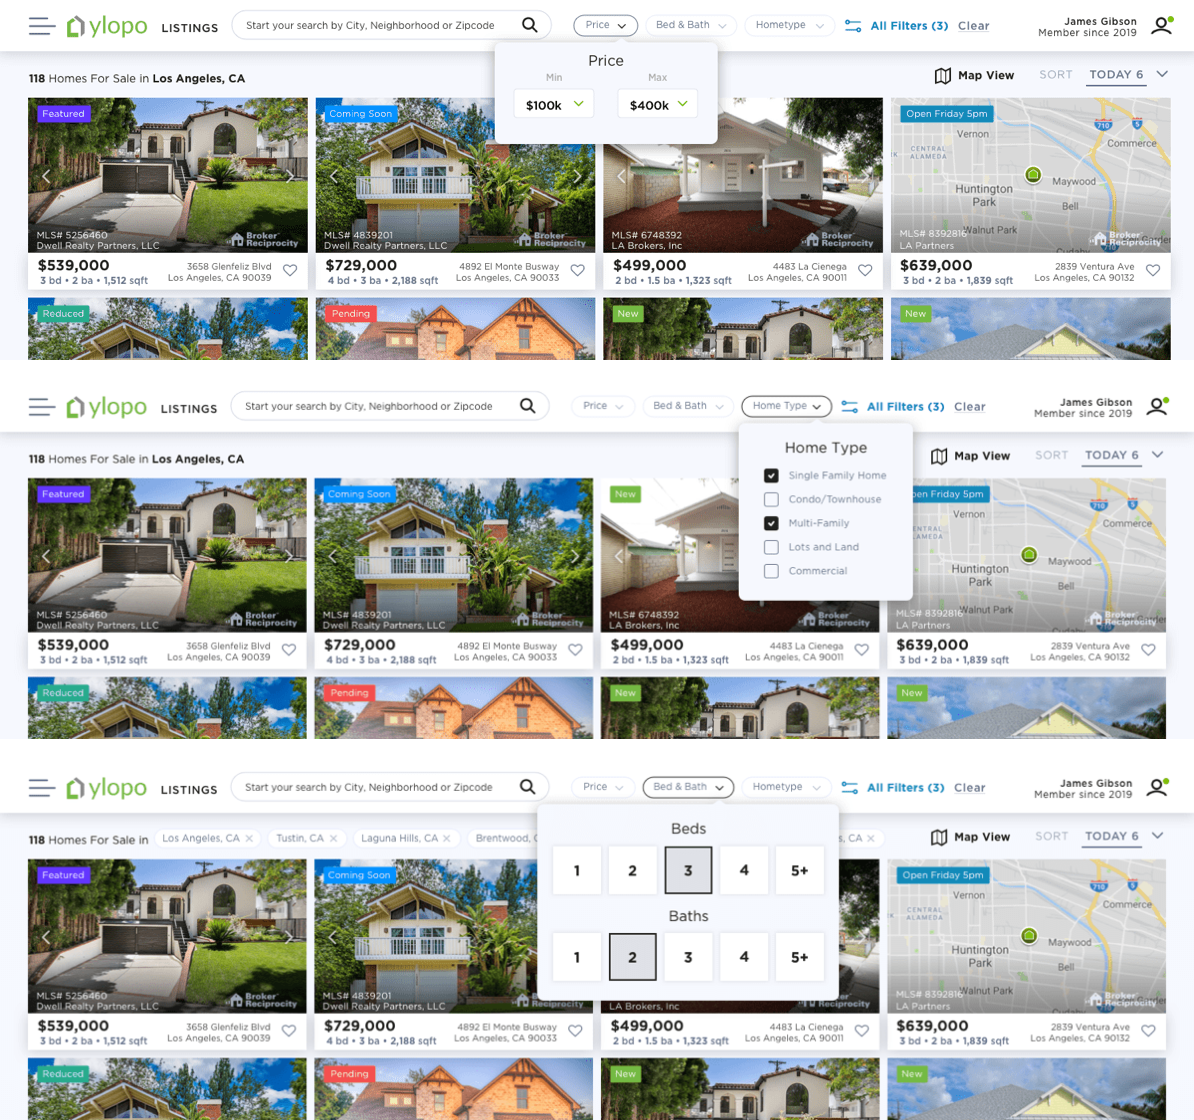 ylopo LISTINGS Start your search by City, Neighborhood or Zipcode Price Bed & Bath Hometype All Filters (3) Clear James Gibson
Member since 2019
118 Homes For Sale in Los Angeles, CA Map View SORT TODAY 6
Price
Min Max
$100k $400k
Featured
MLS# 5256460
Dwell Realty Partners, LLC
Broker Reciprocity
$539,000 3658 Glenfeliz Blvd
3 bd • 2 ba • 1,512 sqft Los Angeles, CA 90039
Coming Soon
MLS# 4839201
Dwell Realty Partners, LLC
Broker Reciprocity
$729,000 4892 El Monte Busway
4 bd • 3 ba • 2,188 sqft Los Angeles, CA 90033
MLS# 6748392
LA Brokers, Inc
Broker Reciprocity
$499,000 4483 La Cienega
2 bd • 1.5 ba • 1,323 sqft Los Angeles, CA 90011
Open Friday 5pm
Vernon
710 5
Commerce
CENTRAL
ALAMEDA
Maywood
Huntington
Park
Bell
Walnut Park
Cudahy
MLS# 8392816
LA Partners
Broker Reciprocity
$639,000 2839 Ventura Ave
3 bd • 2 ba • 1,839 sqft Los Angeles, CA 90132
Reduced Pending New New
ylopo LISTINGS Start your search by City, Neighborhood or Zipcode Price Bed & Bath Home Type All Filters (3) Clear James Gibson
Member since 2019
118 Homes For Sale in Los Angeles, CA Map View SORT TODAY 6
Home Type
Single Family Home
Condo/Townhouse
Multi-Family
Lots and Land
Commercial
Featured
MLS# 5256460
Dwell Realty Partners, LLC
Broker Reciprocity
$539,000 3658 Glenfeliz Blvd
3 bd • 2 ba • 1,512 sqft Los Angeles, CA 90039
Coming Soon
MLS# 4839201
Dwell Realty Partners, LLC
Broker Reciprocity
$729,000 4892 El Monte Busway
4 bd • 3 ba • 2,188 sqft Los Angeles, CA 90033
New
MLS# 6748392
LA Brokers, Inc
Broker Reciprocity
$499,000 4483 La Cienega
2 bd • 1.5 ba • 1,323 sqft Los Angeles, CA 90011
pen Friday 5pm
Vernon
710 5
Commerce
NTRAL
AMEDA
Maywood
Huntington
Park
Bell
Walnut Park
MLS# 8392816
LA Partners
Broker Reciprocity
$639,000 2839 Ventura Ave
3 bd • 2 ba • 1,839 sqft Los Angeles, CA 90132
Reduced Pending New New
ylopo LISTINGS Start your search by City, Neighborhood or Zipcode Price Bed & Bath Hometype All Filters (3) Clear James Gibson
Member since 2019
118 Homes For Sale in Los Angeles, CA Tustin, CA Laguna Hills, CA Brentwood, s, CA Map View SORT TODAY 6
Beds
1 2 3 4 5+
Baths
1 2 3 4 5+
Featured
MLS# 5256460
Dwell Realty Partners, LLC
Broker Reciprocity
$539,000 3658 Glenfeliz Blvd
3 bd • 2 ba • 1,512 sqft Los Angeles, CA 90039
Coming Soon
MLS# 4839201
Dwell Realty Partners, LLC
Broker Reciprocity
$729,000 4892 El Monte Busway
4 bd • 3 ba • 2,188 sqft Los Angeles, CA 90033
LA Brokers, Inc
Reciprocity
$499,000 4483 La Cienega
2 bd • 1.5 ba • 1,323 sqft Los Angeles, CA 90011
Open Friday 5pm
Vernon
710 5
Commerce
CENTRAL
ALAMEDA
Maywood
Huntington
Park
Bell
Walnut Park
MLS# 8392816
LA Partners
Broker Reciprocity
$639,000 2839 Ventura Ave
3 bd • 2 ba • 1,839 sqft Los Angeles, CA 90132
Reduced Pending New New